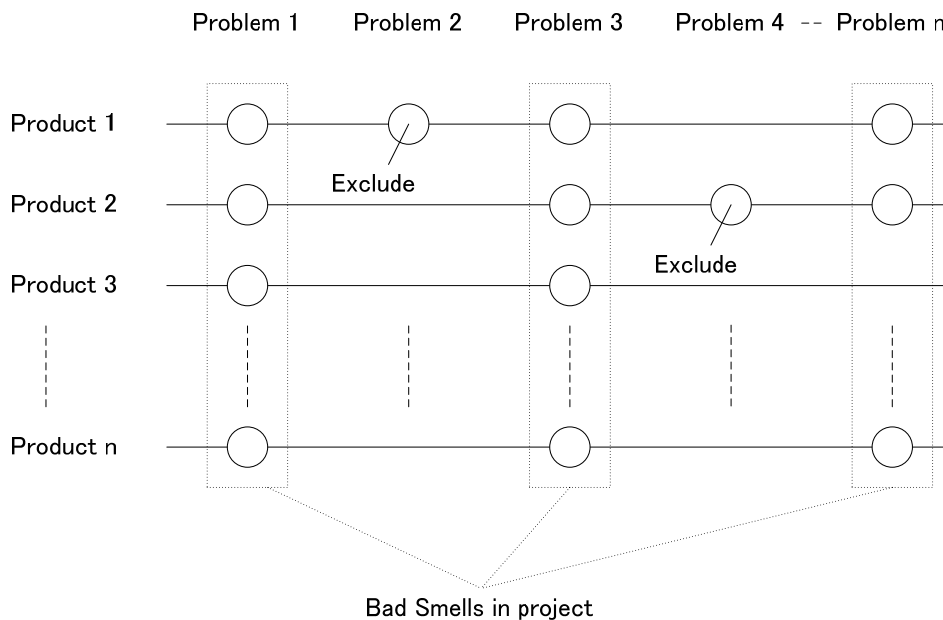 Problem 1 Problem 2 Problem 3 Problem 4 -- Problem n
Product 1
Exclude
Product 2
Exclude
Product 3
Product n
Bad Smells in project